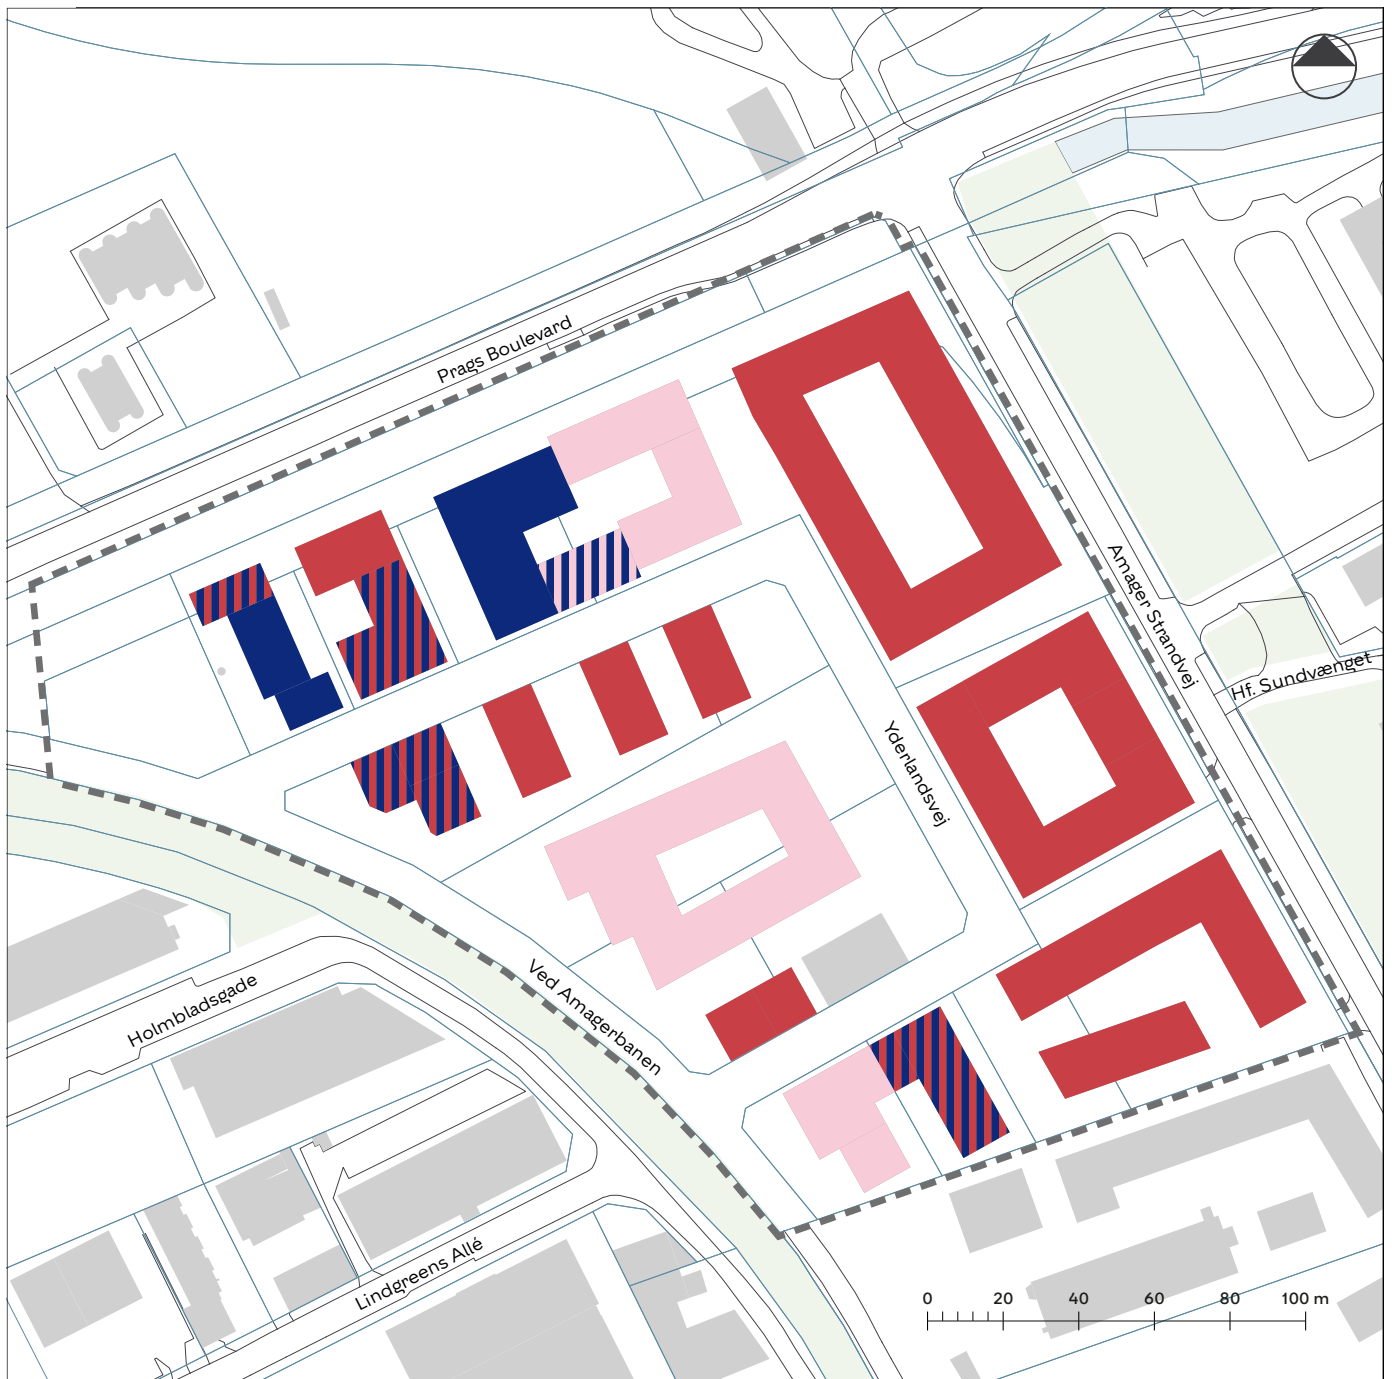 Prags Boulevard
Amager Strandvej
Hf. Sundvænget
Yderlandsvej
Ved Amagerbanen
Holmbladsgade
Lindgreens Allé
0 20 40 60 80 100 m